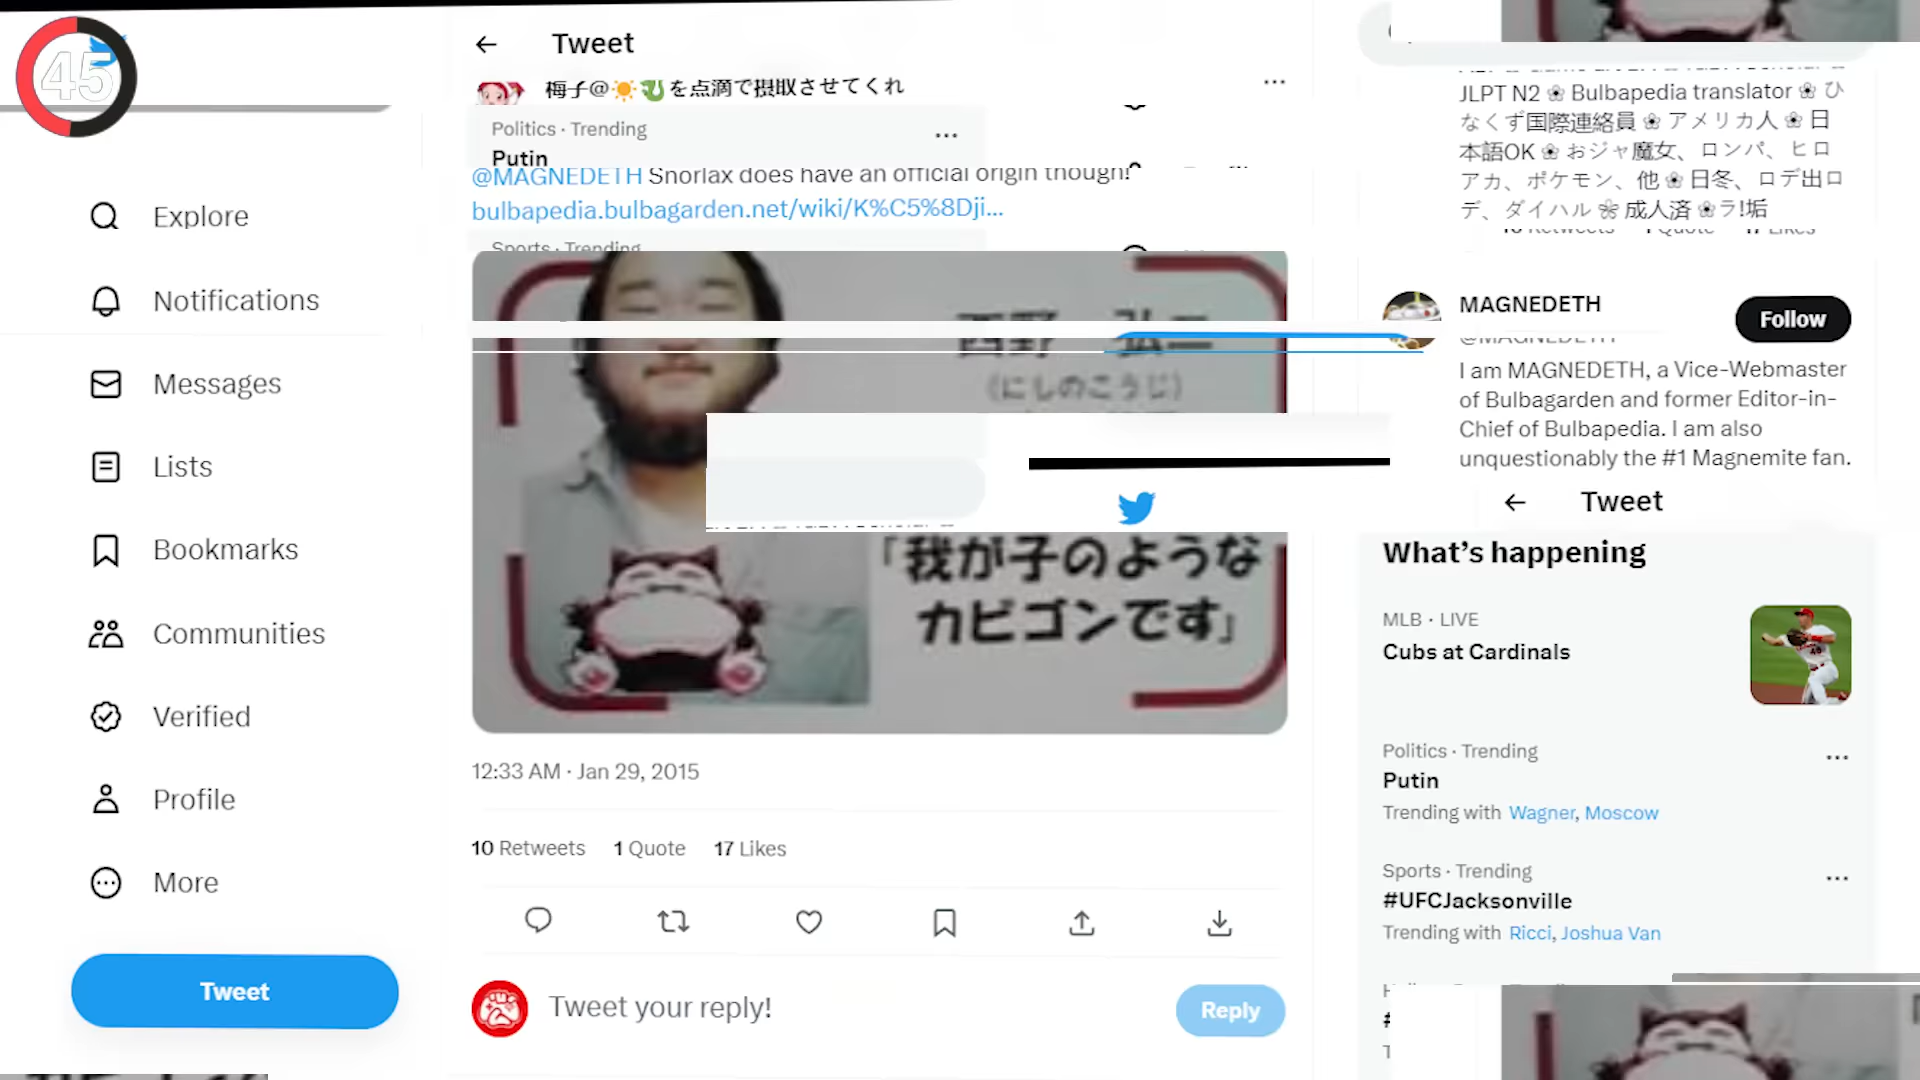 45
Explore
Notifications
Messages
Lists
Bookmarks
Communities
Verified
Profile
More
Tweet
Tweet
梅子@☀️🐉を点滴で摂取させてくれ
Politics · Trending
Putin
@MAGNEDETH Snorlax does have an official origin though!
bulbapedia.bulbagarden.net/wiki/K%C5%8Dji...
Sports · Trending
西野 弘二
(にしのこうじ)
「我が子のような
カビゴンです」
12:33 AM · Jan 29, 2015
10 Retweets 1 Quote 17 Likes
Tweet your reply!
Reply
JLPT N2 ❀ Bulbapedia translator ❀ ひ
なくず国際連絡員 ❀ アメリカ人 ❀ 日
本語OK ❀ おジャ魔女、ロンパ、ヒロ
アカ、ポケモン、他 ❀ 日冬、ロデ出ロ
デ、ダイハル ❀ 成人済 ❀ラ!垢
10 Retweets 1 Quote 17 Likes
MAGNEDETH
Follow
@MAGNEDETH
I am MAGNEDETH, a Vice-Webmaster
of Bulbagarden and former Editor-in-
Chief of Bulbapedia. I am also
unquestionably the #1 Magnemite fan.
Tweet
What's happening
MLB · LIVE
Cubs at Cardinals
Politics · Trending
Putin
Trending with Wagner, Moscow
Sports · Trending
#UFCJacksonville
Trending with Ricci, Joshua Van